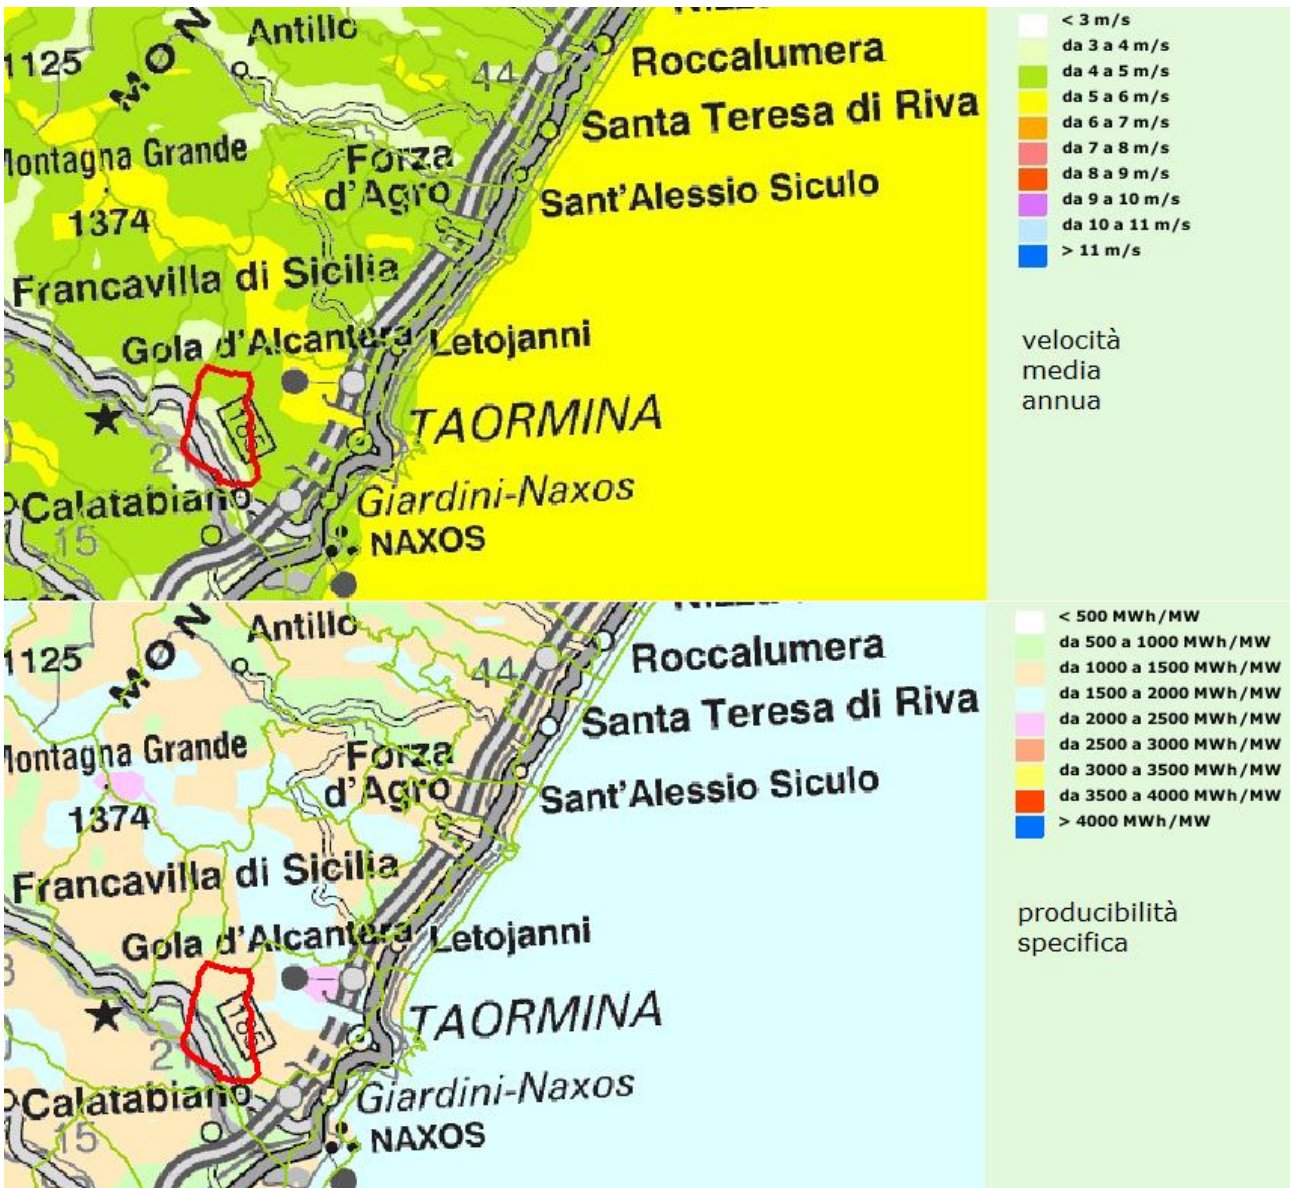 Antillo
1125
MON
44
Roccalumera
Santa Teresa di Riva
Montagna Grande
Forza
d'Agro
Sant'Alessio Siculo
1374
Francavilla di Sicilia
Gola d'Alcantara
Letojanni
TAORMINA
185
21
Calatabiano
Giardini-Naxos
15
NAXOS
< 3 m/s
da 3 a 4 m/s
da 4 a 5 m/s
da 5 a 6 m/s
da 6 a 7 m/s
da 7 a 8 m/s
da 8 a 9 m/s
da 9 a 10 m/s
da 10 a 11 m/s
> 11 m/s
velocità
media
annua
Antillo
1125
MON
44
Roccalumera
Santa Teresa di Riva
Montagna Grande
Forza
d'Agro
Sant'Alessio Siculo
1374
Francavilla di Sicilia
Gola d'Alcantara
Letojanni
TAORMINA
185
21
Calatabiano
Giardini-Naxos
15
NAXOS
< 500 MWh/MW
da 500 a 1000 MWh/MW
da 1000 a 1500 MWh/MW
da 1500 a 2000 MWh/MW
da 2000 a 2500 MWh/MW
da 2500 a 3000 MWh/MW
da 3000 a 3500 MWh/MW
da 3500 a 4000 MWh/MW
> 4000 MWh/MW
producibilità
specifica